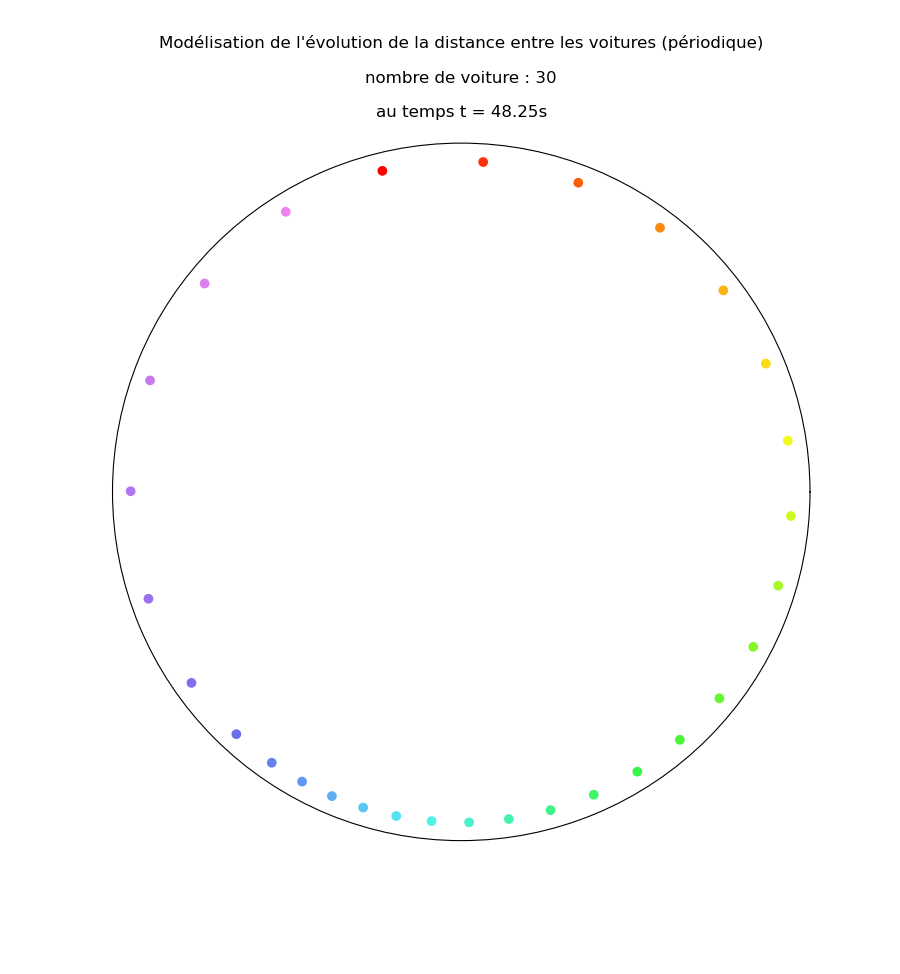 Modélisation de l'évolution de la distance entre les voitures (périodique)
nombre de voiture : 30
au temps t = 48.25s